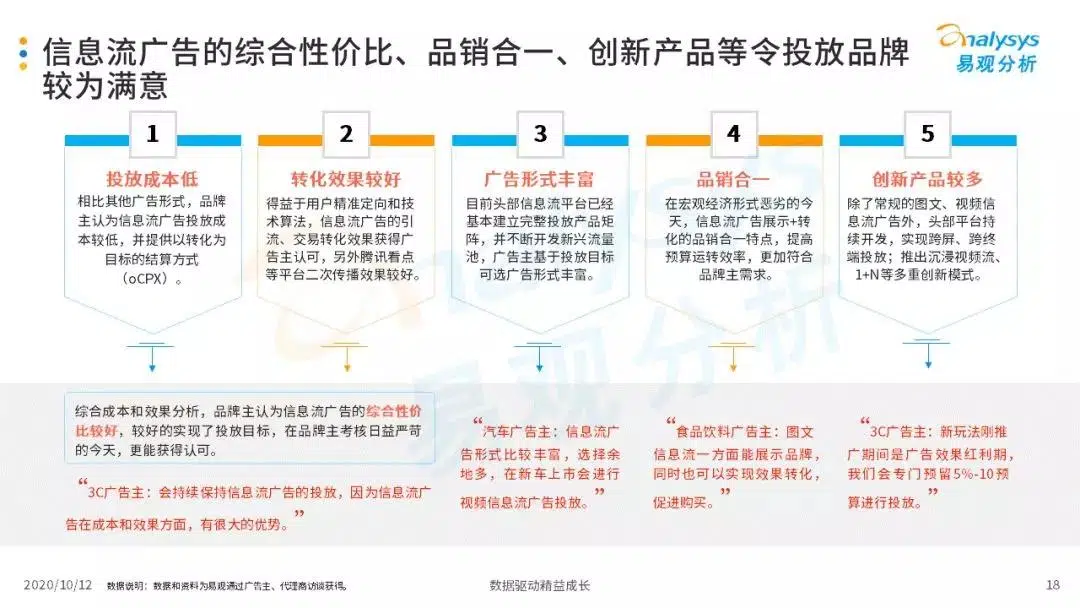 信息流广告的综合性价比、品销合一、创新产品等令投放品牌
较为满意
analysys
易观分析
1
投放成本低
相比其他广告形式，品牌
主认为信息流广告投放成
本较低，并提供以转化为
目标的结算方式
（oCPX）。
2
转化效果较好
得益于用户精准定向和技
术算法，信息流广告的引
流、交易转化效果获得广
告主认可，另外腾讯看点
等平台二次传播效果较好。
3
广告形式丰富
目前头部信息流平台已经
基本建立完整投放产品矩
阵，并不断开发新兴流量
池，广告主基于投放目标
可选广告形式丰富。
4
品销合一
在宏观经济形式恶劣的今
天，信息流广告展示+转
化的品销合一特点，提高
预算运转效率，更加符合
品牌主需求。
5
创新产品较多
除了常规的图文、视频信
息流广告外，头部平台持
续开发，实现跨屏、跨终
端投放；推出沉浸视频流、
1+N等多重创新模式。
综合成本和效果分析，品牌主认为信息流广告的综合性价
比较好，较好的实现了投放目标，在品牌主考核日益严苛
的今天，更能获得认可。
“3C广告主：会持续保持信息流广告的投放，因为信息流广
告在成本和效果方面，有很大的优势。”
“汽车广告主：信息流广
告形式比较丰富，选择余
地多，在新车上市会进行
视频信息流广告投放。”
“食品饮料广告主：图文
信息流一方面能展示品牌，
同时也可以实现效果转化，
促进购买。”
“3C广告主：新玩法刚推
广期间是广告效果红利期，
我们会专门预留5%-10预
算进行投放。”
analysys
易观分析
2020/10/12
数据说明：数据和资料为易观通过广告主、代理商访谈获得。
数据驱动精益成长
18